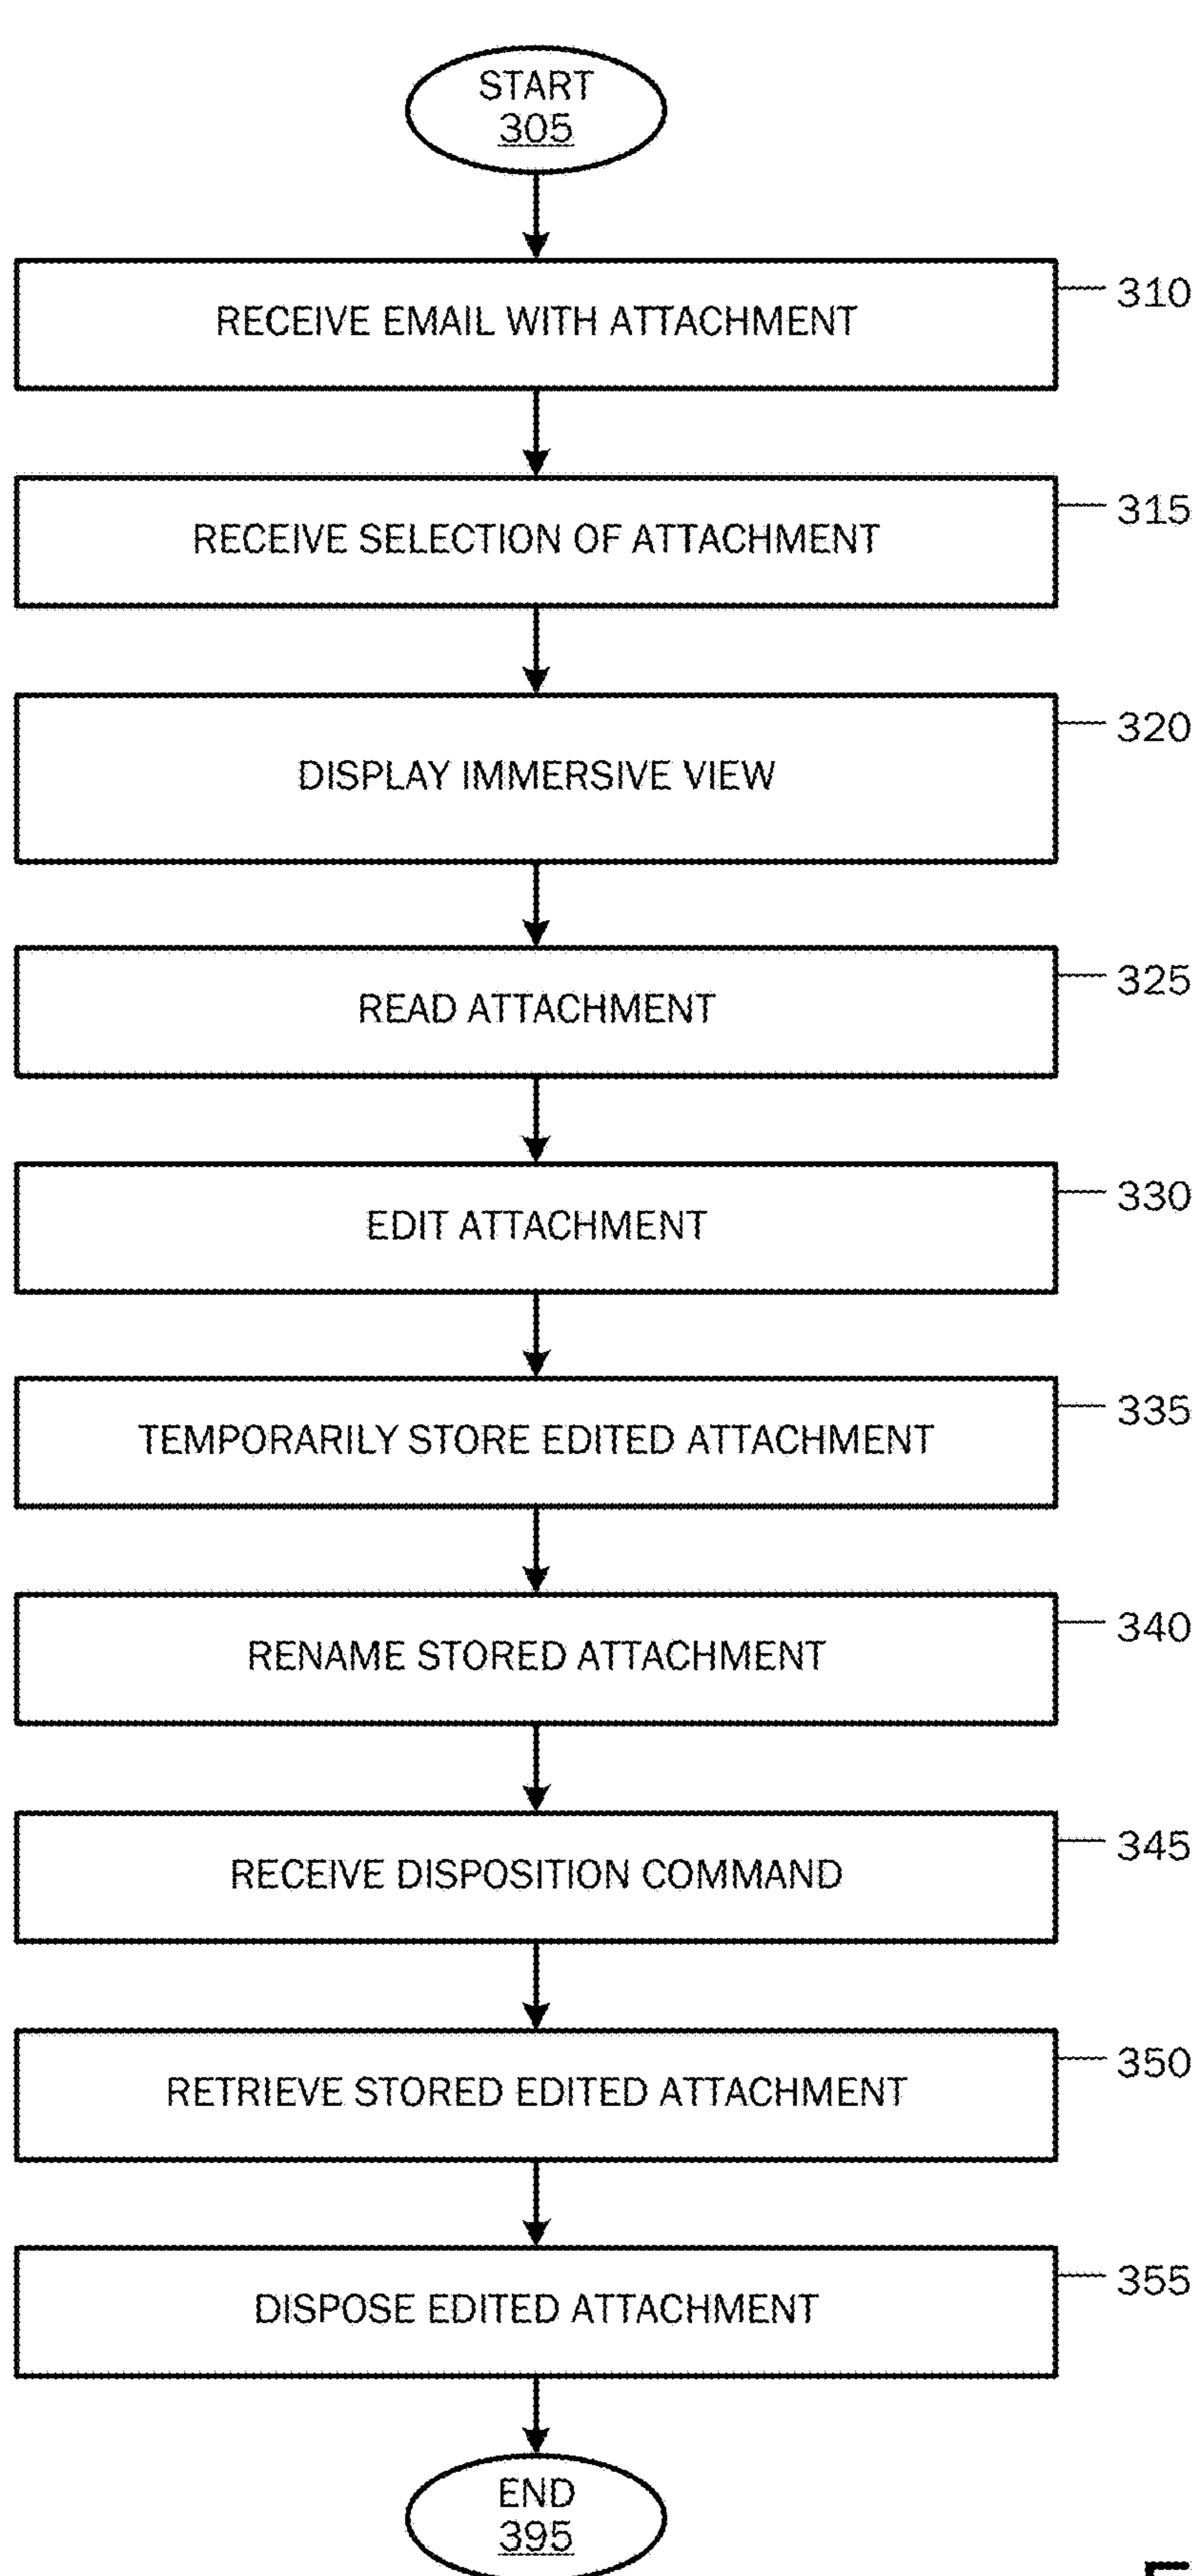 START
305
RECEIVE EMAIL WITH ATTACHMENT
310
RECEIVE SELECTION OF ATTACHMENT
315
DISPLAY IMMERSIVE VIEW
320
READ ATTACHMENT
325
EDIT ATTACHMENT
330
TEMPORARILY STORE EDITED ATTACHMENT
335
RENAME STORED ATTACHMENT
340
RECEIVE DISPOSITION COMMAND
345
RETRIEVE STORED EDITED ATTACHMENT
350
DISPOSE EDITED ATTACHMENT
355
END
395